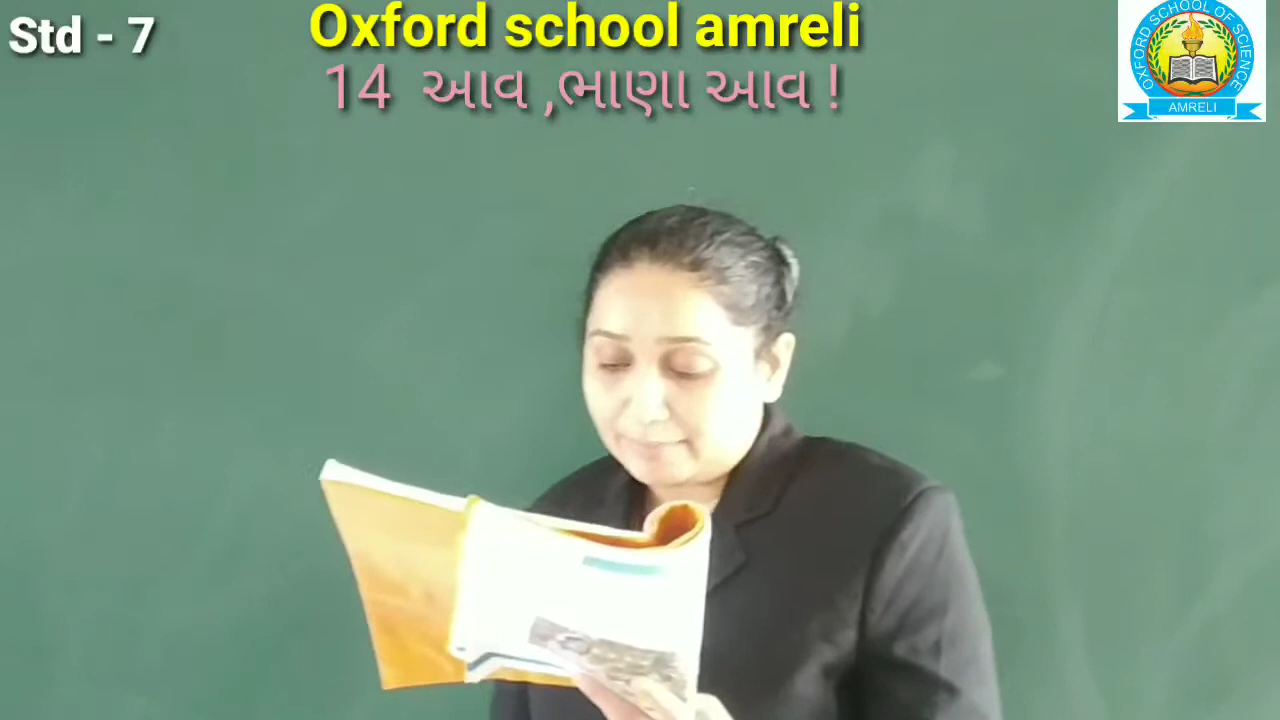 Std - 7
Oxford school amreli
14 આવ ,ભાણા આવ !
OXFORD SCHOOL OF SCIENCE
AMRELI